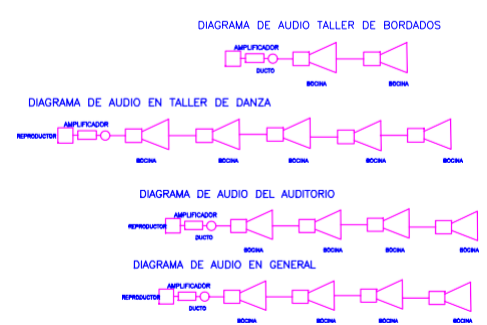 DIAGRAMA DE AUDIO TALLER DE BORDADOS
AMPLIFICADOR
DUCTO
BOCINA BOCINA
DIAGRAMA DE AUDIO EN TALLER DE DANZA
AMPLIFICADOR
REPRODUCTOR
BOCINA BOCINA BOCINA BOCINA BOCINA
DIAGRAMA DE AUDIO DEL AUDITORIO
AMPLIFICADOR
REPRODUCTOR
DUCTO
BOCINA BOCINA BOCINA BOCINA
DIAGRAMA DE AUDIO EN GENERAL
AMPLIFICADOR
REPRODUCTOR
DUCTO
BOCINA BOCINA BOCINA BOCINA